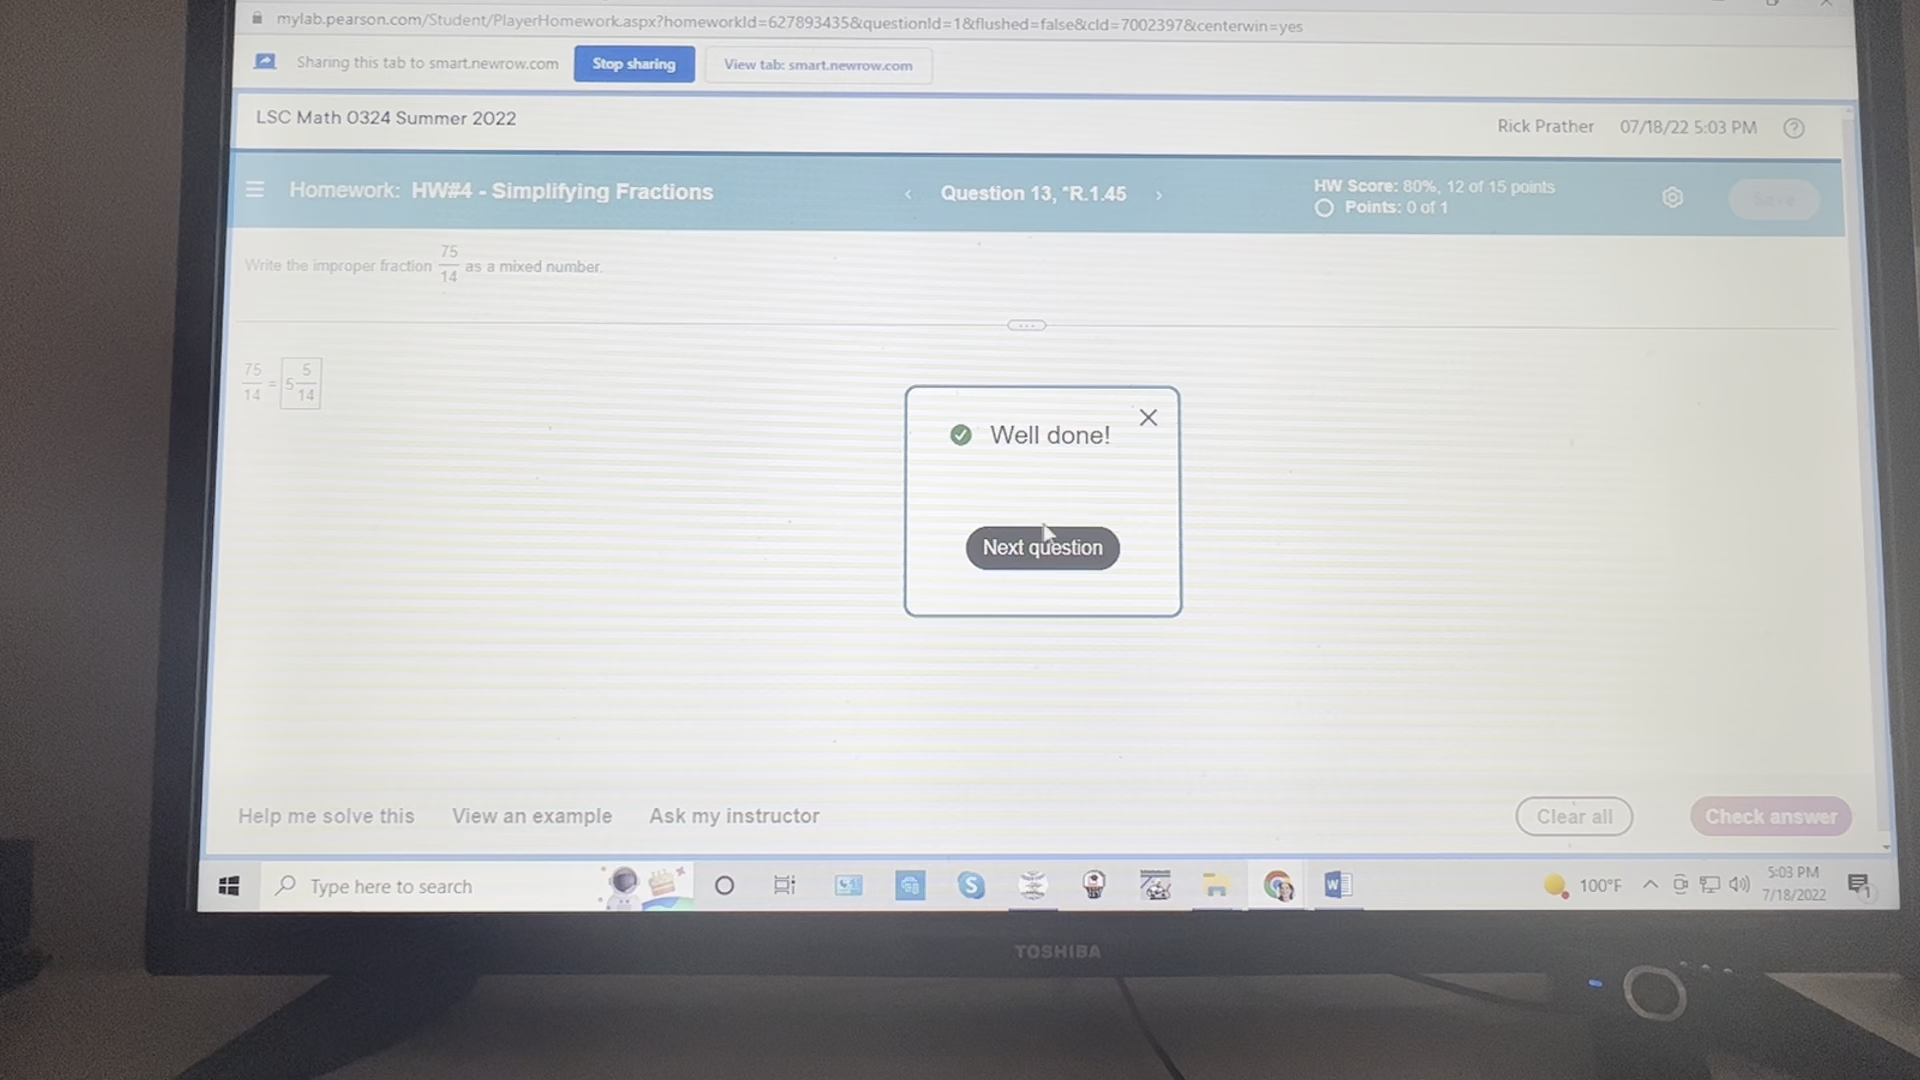 mylab.pearson.com/Student/PlayerHomework.aspx?homeworkId=627893435&questionId=1&flushed=false&cId=7002397&centerwin=yes
Sharing this tab to smart.newrow.com
Stop sharing
View tab: smart.newrow.com
LSC Math 0324 Summer 2022
Rick Prather 07/18/22 5:03 PM ?
Homework: HW#4 - Simplifying Fractions
< Question 13, *R.1.45 >
HW Score: 80%, 12 of 15 points
Points: 0 of 1
Save
Write the improper fraction 75/14 as a mixed number.
75/14 = 5 5/14
Well done!
Next question
Help me solve this
View an example
Ask my instructor
Clear all
Check answer
Type here to search
100°F
5:03 PM
7/18/2022
1
TOSHIBA